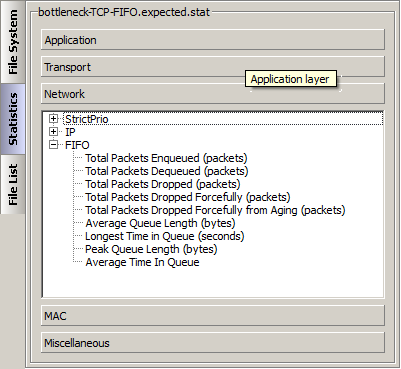 File System
Statistics
File List
bottleneck-TCP-FIFO.expected.stat
Application
Transport
Application layer
Network
StrictPrio
IP
FIFO
Total Packets Enqueued (packets)
Total Packets Dequeued (packets)
Total Packets Dropped (packets)
Total Packets Dropped Forcefully (packets)
Total Packets Dropped Forcefully from Aging (packets)
Average Queue Length (bytes)
Longest Time in Queue (seconds)
Peak Queue Length (bytes)
Average Time In Queue
MAC
Miscellaneous